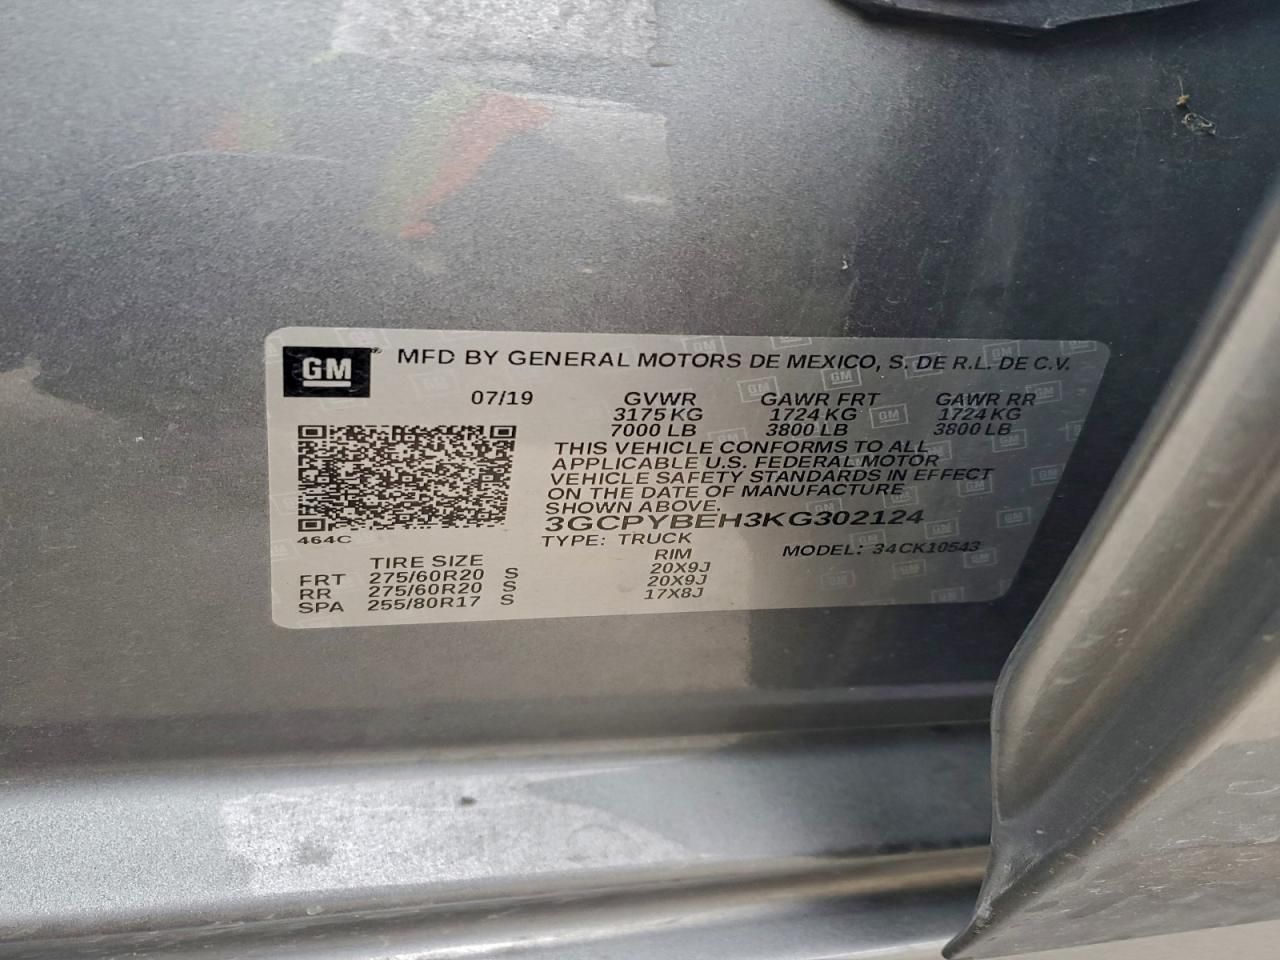 GM MFD BY GENERAL MOTORS DE MEXICO, S. DE R.L. DE C.V.
07/19 GVWR GAWR FRT GAWR RR
3175 KG 1724 KG 1724 KG
7000 LB 3800 LB 3800 LB
THIS VEHICLE CONFORMS TO ALL
APPLICABLE U.S. FEDERAL MOTOR
VEHICLE SAFETY STANDARDS IN EFFECT
ON THE DATE OF MANUFACTURE
SHOWN ABOVE.
3GCPYBEH3KG302124
464C TYPE: TRUCK MODEL: 34CK10543
TIRE SIZE RIM
FRT 275/60R20 S 20X9J
RR 275/60R20 S 20X9J
SPA 255/80R17 S 17X8J